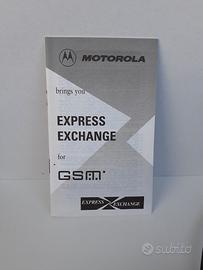 MOTOROLA
brings you
EXPRESS
EXCHANGE
for
GSM
EXPRESS EXCHANGE
subito